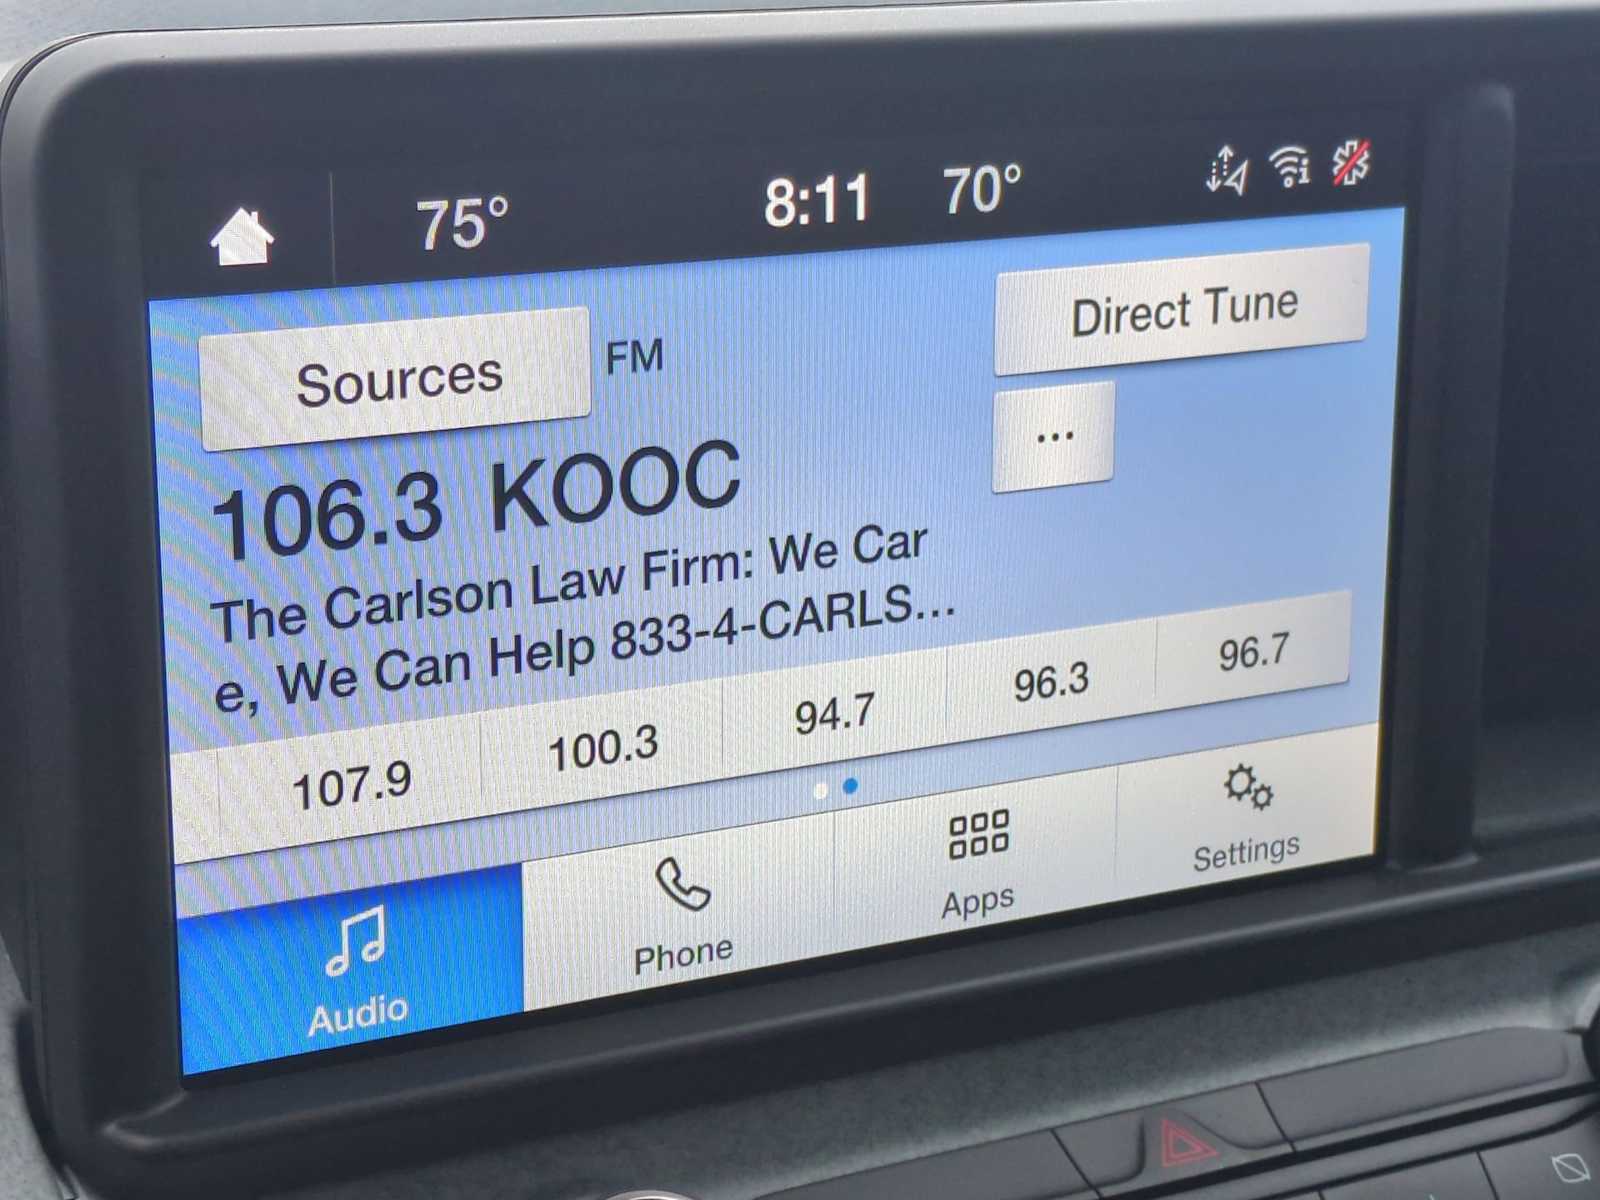 75° 8:11 70°
Sources FM Direct Tune
...
106.3 KOOC
The Carlson Law Firm: We Car
e, We Can Help 833-4-CARLS...
107.9 100.3 94.7 96.3 96.7
Audio Phone Apps Settings